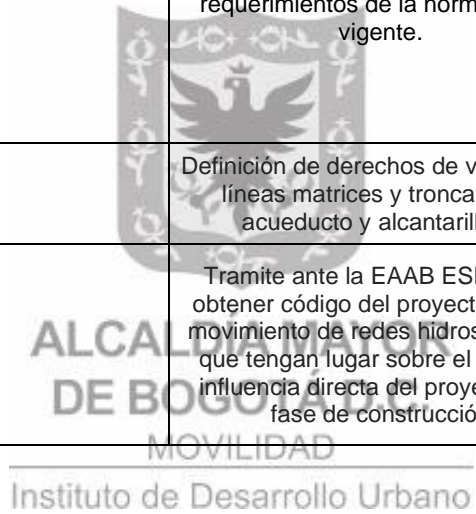 requerimientos de la norm
vigente.
Definición de derechos de v
líneas matrices y tronca
acueducto y alcantarill
Tramite ante la EAAB ES
obtener código del proyect
movimiento de redes hidros
que tengan lugar sobre el
influencia directa del proye
fase de construcció
ALCALDÍA MAYOR
DE BOGOTÁ D.C.
MOVILIDAD
Instituto de Desarrollo Urbano